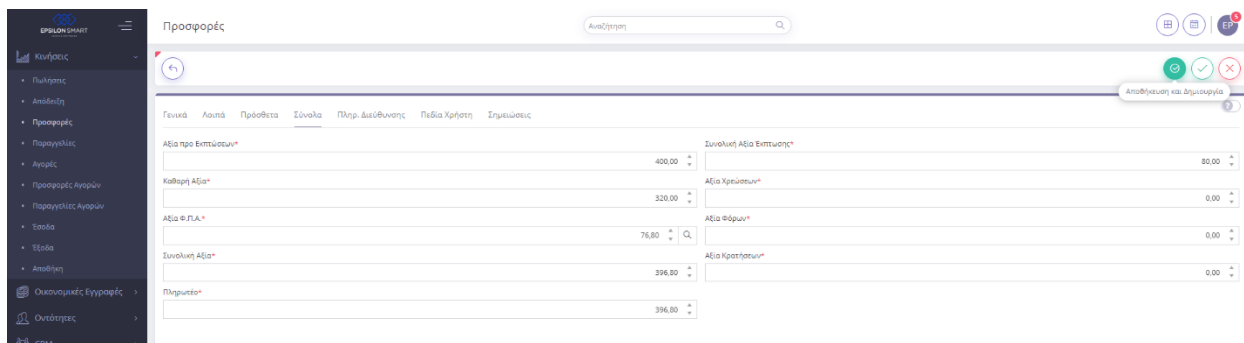 EPSILON SMART
Προσφορές
Αναζήτηση
EP
5
Κινήσεις
Πωλήσεις
Απόδειξη
Προσφορές
Παραγγελίες
Αγορές
Προσφορές Αγορών
Παραγγελίες Αγορών
Έσοδα
Έξοδα
Αποθήκη
Οικονομικές Εγγραφές
Οντότητες
CRM
Αποθήκευση και Δημιουργία
?
Γενικά Λοιπά Πρόσθετα Σύνολα Πληρ. Διεύθυνσης Πεδία Χρήστη Σημειώσεις
Αξία προ Εκπτώσεων* Συνολική Αξία Έκπτωσης*
400,00 80,00
Καθαρή Αξία* Αξία Χρεώσεων*
320,00 0,00
Αξία Φ.Π.Α.* Αξία Φόρων*
76,80 0,00
Συνολική Αξία* Αξία Κρατήσεων*
396,80 0,00
Πληρωτέο*
396,80